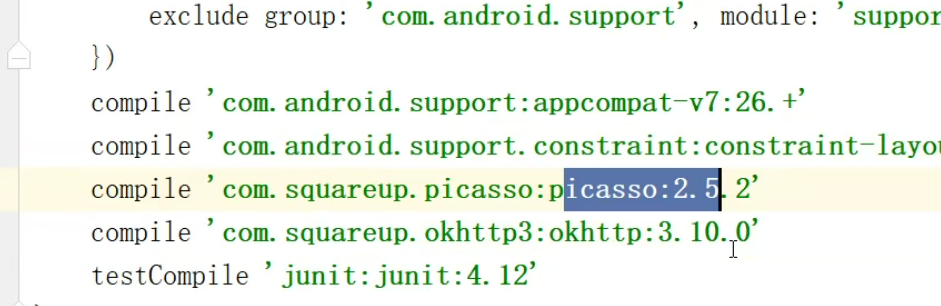 exclude group: 'com.android.support', module: 'suppor
})
compile 'com.android.support:appcompat-v7:26.+'
compile 'com.android.support.constraint:constraint-layou
compile 'com.squareup.picasso:picasso:2.5.2'
compile 'com.squareup.okhttp3:okhttp:3.10.0'
testCompile 'junit:junit:4.12'